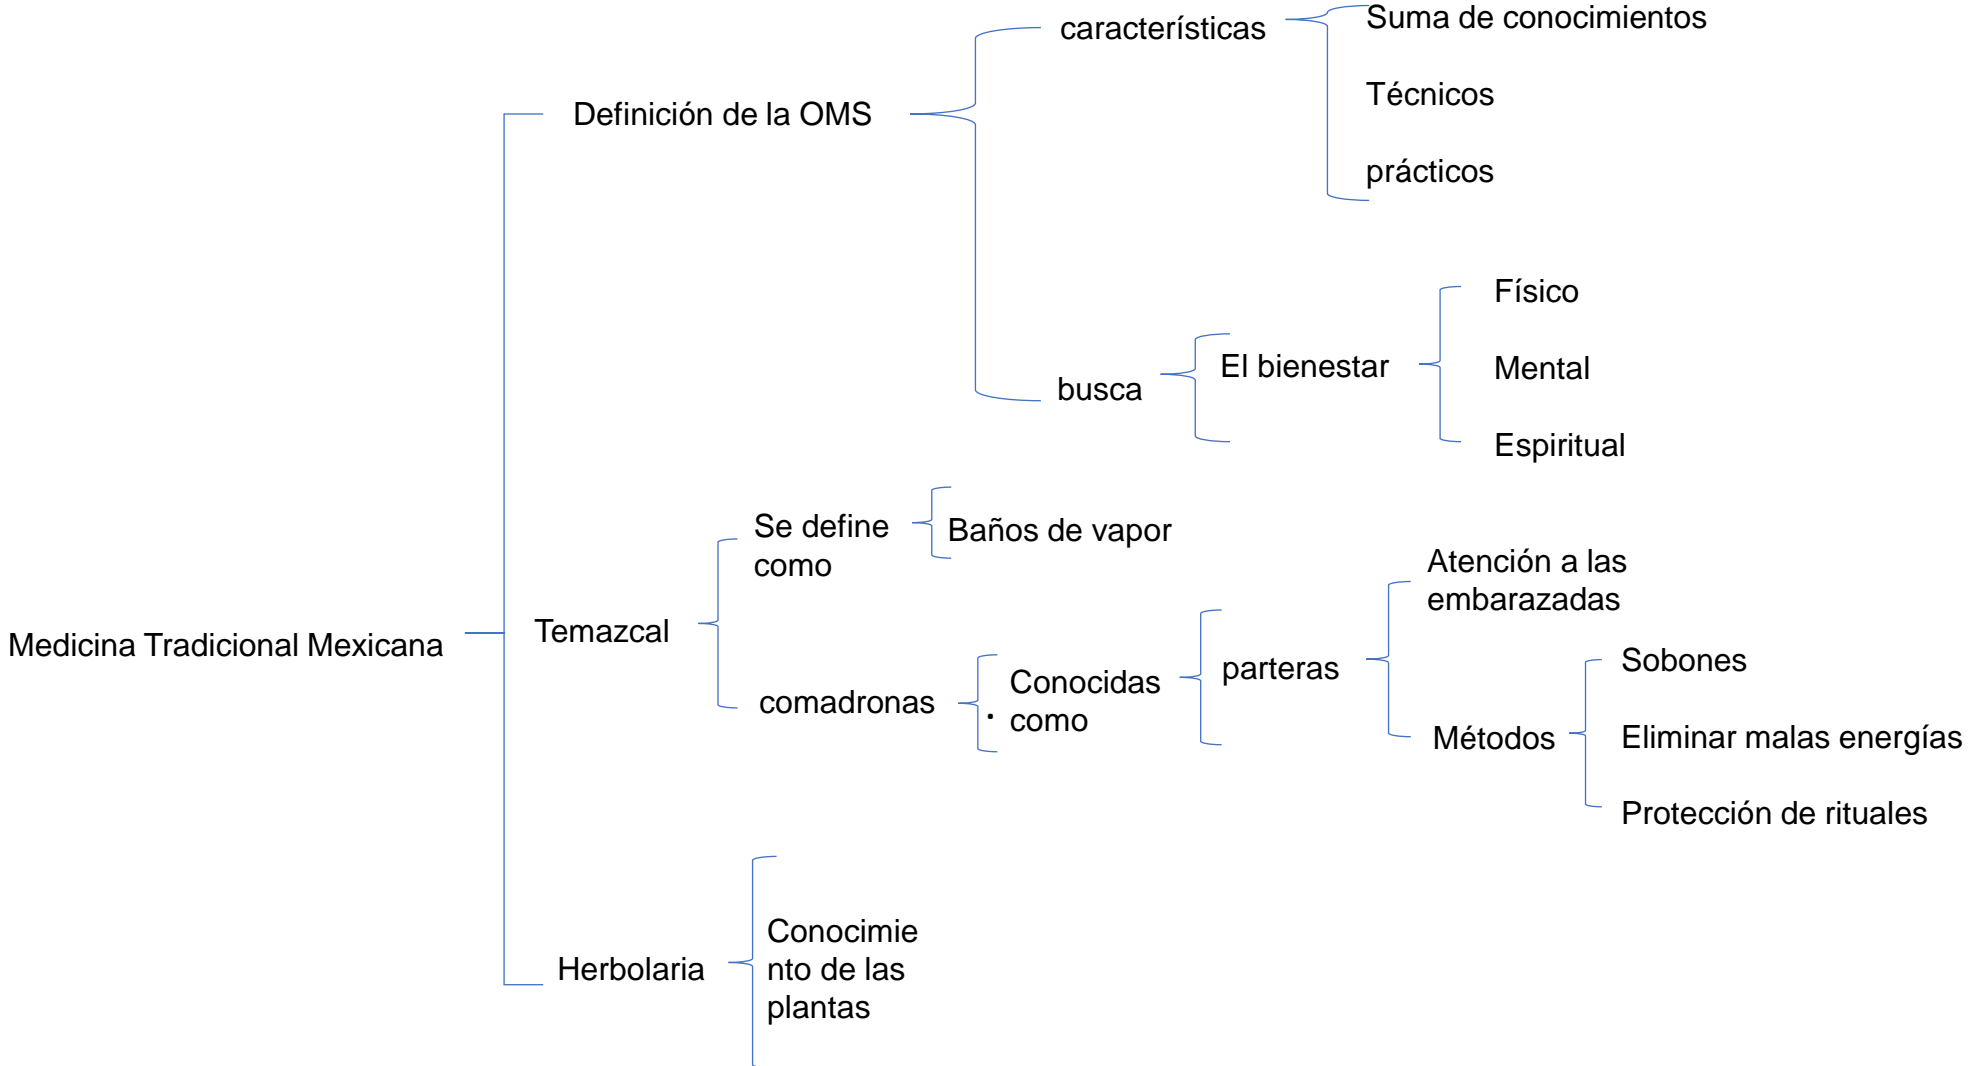 Medicina Tradicional Mexicana
Definición de la OMS
características
Suma de conocimientos
Técnicos
prácticos
busca
El bienestar
Físico
Mental
Espiritual
Temazcal
Se define
como
Baños de vapor
comadronas
.
Conocidas
como
parteras
Atención a las
embarazadas
Métodos
Sobones
Eliminar malas energías
Protección de rituales
Herbolaria
Conocimie
nto de las
plantas